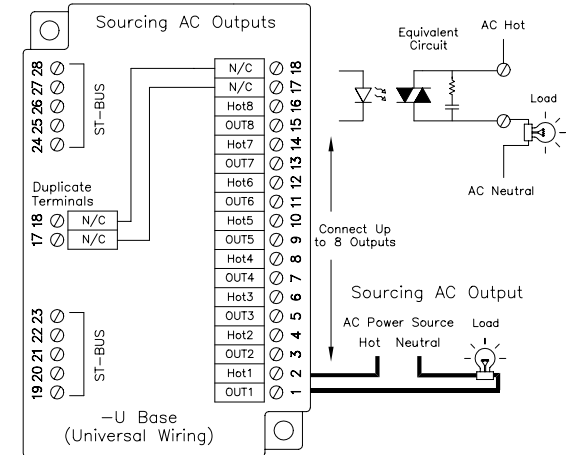 Sourcing AC Outputs
Equivalent
Circuit
AC Hot
28
27
26
25
24
ST-BUS
N/C 18
N/C 17
Hot8 16
OUT8 15
Hot7 14
OUT7 13
Hot6 12
OUT6 11
Hot5 10
OUT5 9
Hot4 8
OUT4 7
Hot3 6
OUT3 5
Hot2 4
OUT2 3
Hot1 2
OUT1 1
Load
AC Neutral
Duplicate
Terminals
18 N/C
17 N/C
Connect Up
to 8 Outputs
23
22
21
20
19
ST-BUS
Sourcing AC Output
AC Power Source
Hot Neutral
Load
-U Base
(Universal Wiring)